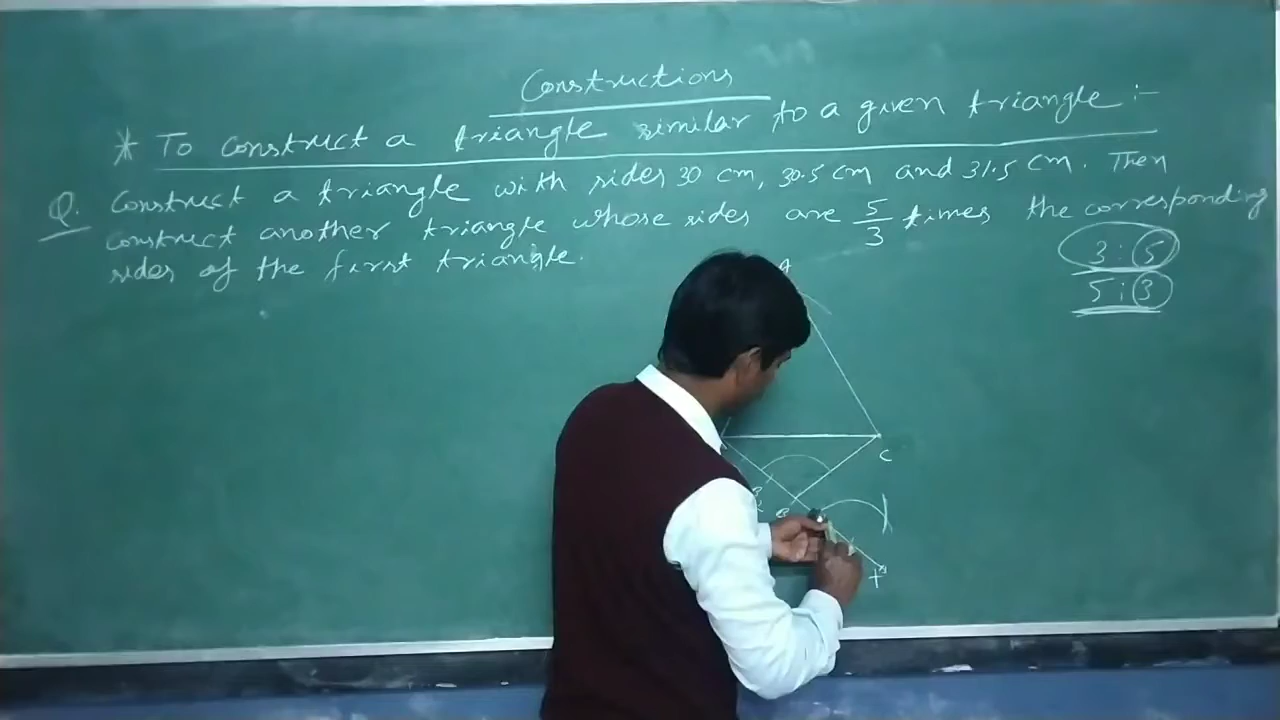 Constructions
* To construct a triangle similar to a given triangle :-
Q. Construct a triangle with sides 30 cm, 30.5 cm and 31.5 cm. Then
construct another triangle whose sides are 5/3 times the corresponding
sides of the first triangle.
3:5
5:3
A
C